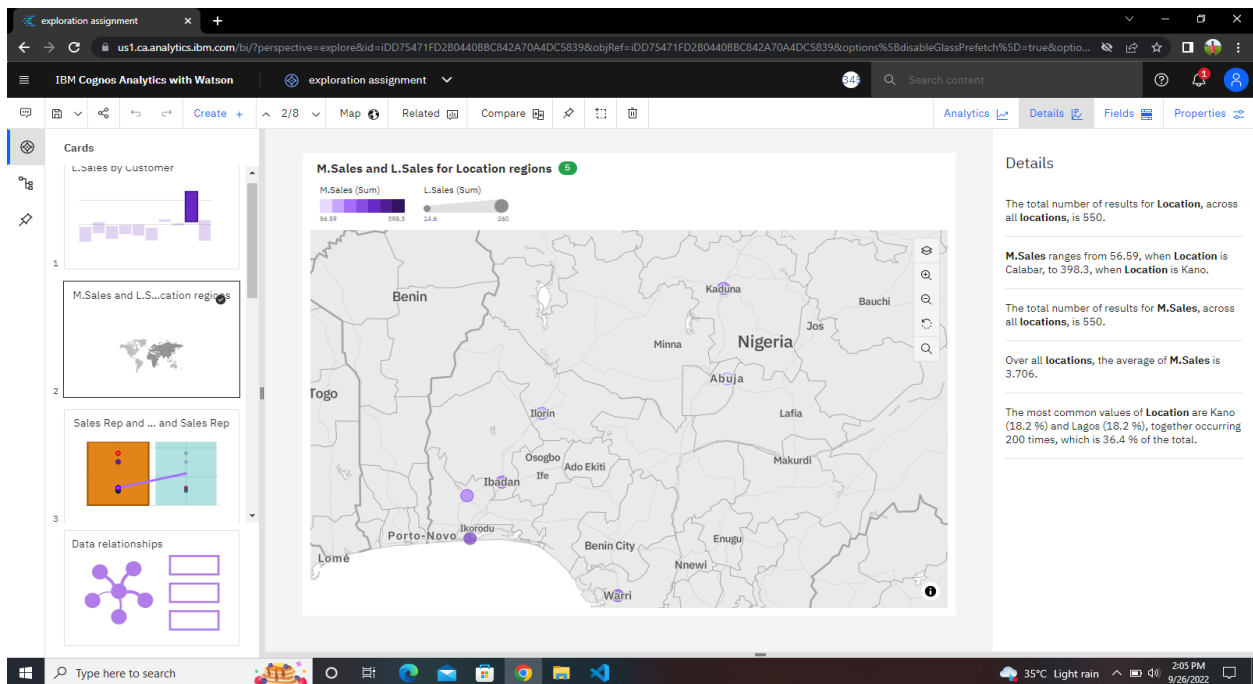 exploration assignment
us1.ca.analytics.ibm.com/bi/?perspective=explore&id=iDD75471FD2B0440BBC842A70A4DC5839&objRef=iDD75471FD2B0440BBC842A70A4DC5839&options%5BdisableGlassPrefetch%5D=true&optio...
IBM Cognos Analytics with Watson
exploration assignment
Search content
1
Create +
2/8
Map
Related
Compare
Analytics
Details
Fields
Properties
Cards
L.Sales by Customer
1
M.Sales and L.S...cation regions
2
Sales Rep and ... and Sales Rep
3
Data relationships
M.Sales and L.Sales for Location regions 5
M.Sales (Sum) L.Sales (Sum)
56.59 398.3 14.6 260
Kaduna
Benin
Bauchi
Jos
Minna
Nigeria
Abuja
Togo
Ilorin
Lafia
Osogbo
Ado Ekiti
Makurdi
Ife
Ibadan
Ikorodu
Porto-Novo
Enugu
Benin City
Lomé
Nnewi
Warri
Details
The total number of results for Location, across
all locations, is 550.
M.Sales ranges from 56.59, when Location is
Calabar, to 398.3, when Location is Kano.
The total number of results for M.Sales, across
all locations, is 550.
Over all locations, the average of M.Sales is
3.706.
The most common values of Location are Kano
(18.2 %) and Lagos (18.2 %), together occurring
200 times, which is 36.4 % of the total.
Type here to search
35°C Light rain
2:05 PM
9/26/2022